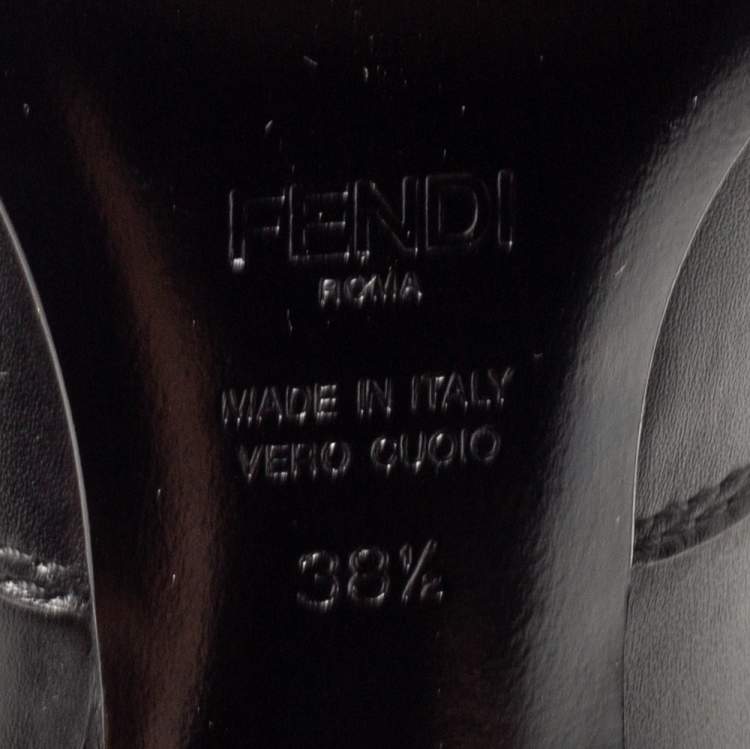 FENDI
ROMA
MADE IN ITALY
VERO CUOIO
38½